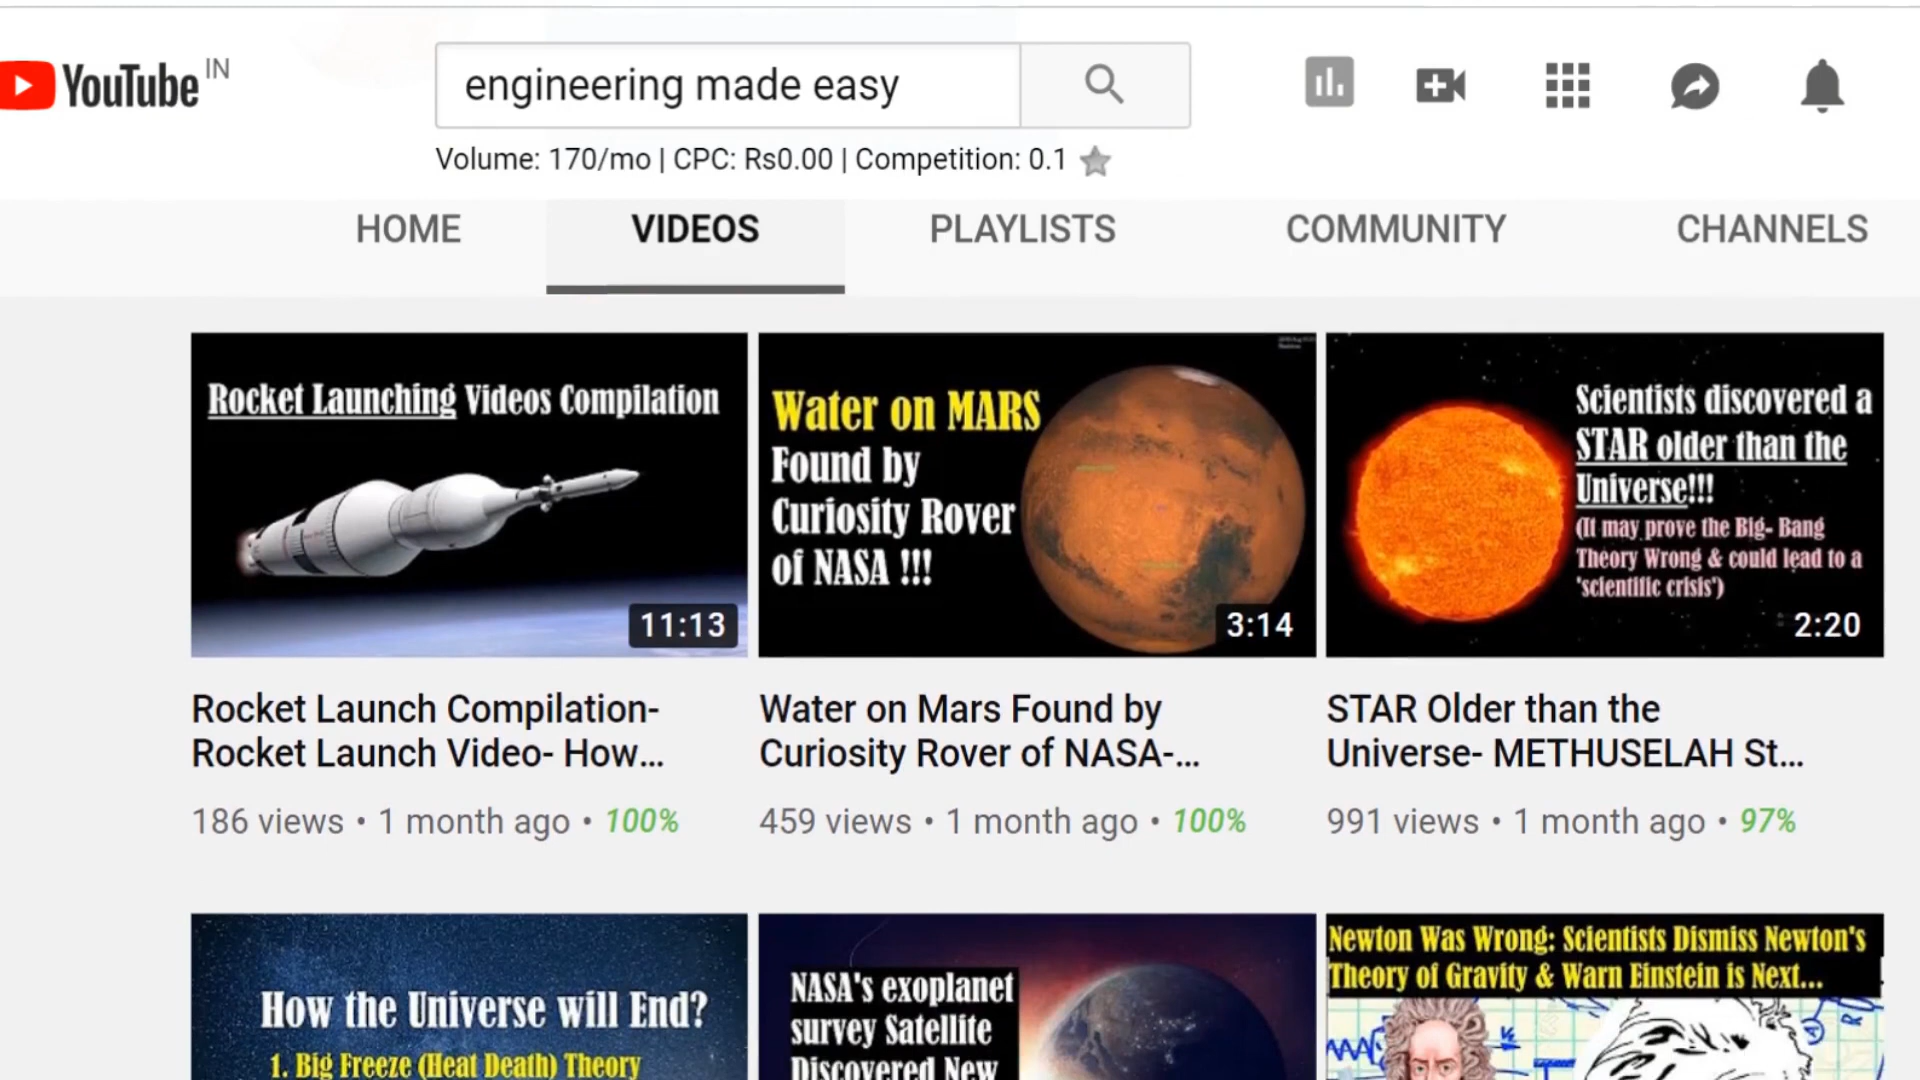 YouTube IN
engineering made easy
Volume: 170/mo | CPC: Rs0.00 | Competition: 0.1
HOME VIDEOS PLAYLISTS COMMUNITY CHANNELS
Rocket Launching Videos Compilation
11:13
Water on MARS
Found by
Curiosity Rover
of NASA !!!
3:14
Scientists discovered a
STAR older than the
Universe!!!
(It may prove the Big- Bang
Theory Wrong & could lead to a
'scientific crisis')
2:20
Rocket Launch Compilation-
Rocket Launch Video- How...
186 views • 1 month ago • 100%
Water on Mars Found by
Curiosity Rover of NASA-...
459 views • 1 month ago • 100%
STAR Older than the
Universe- METHUSELAH St...
991 views • 1 month ago • 97%
How the Universe will End?
1. Big Freeze (Heat Death) Theory
NASA's exoplanet
survey Satellite
Discovered New
Newton Was Wrong: Scientists Dismiss Newton's
Theory of Gravity & Warn Einstein is Next...